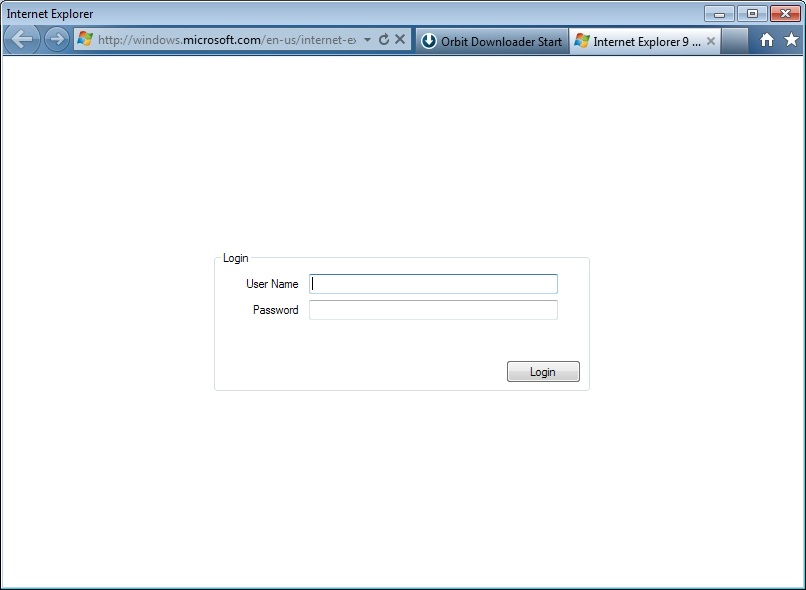 Internet Explorer
http://windows.microsoft.com/en-us/internet-ex
Orbit Downloader Start
Internet Explorer 9 ...
Login
User Name
Password
Login